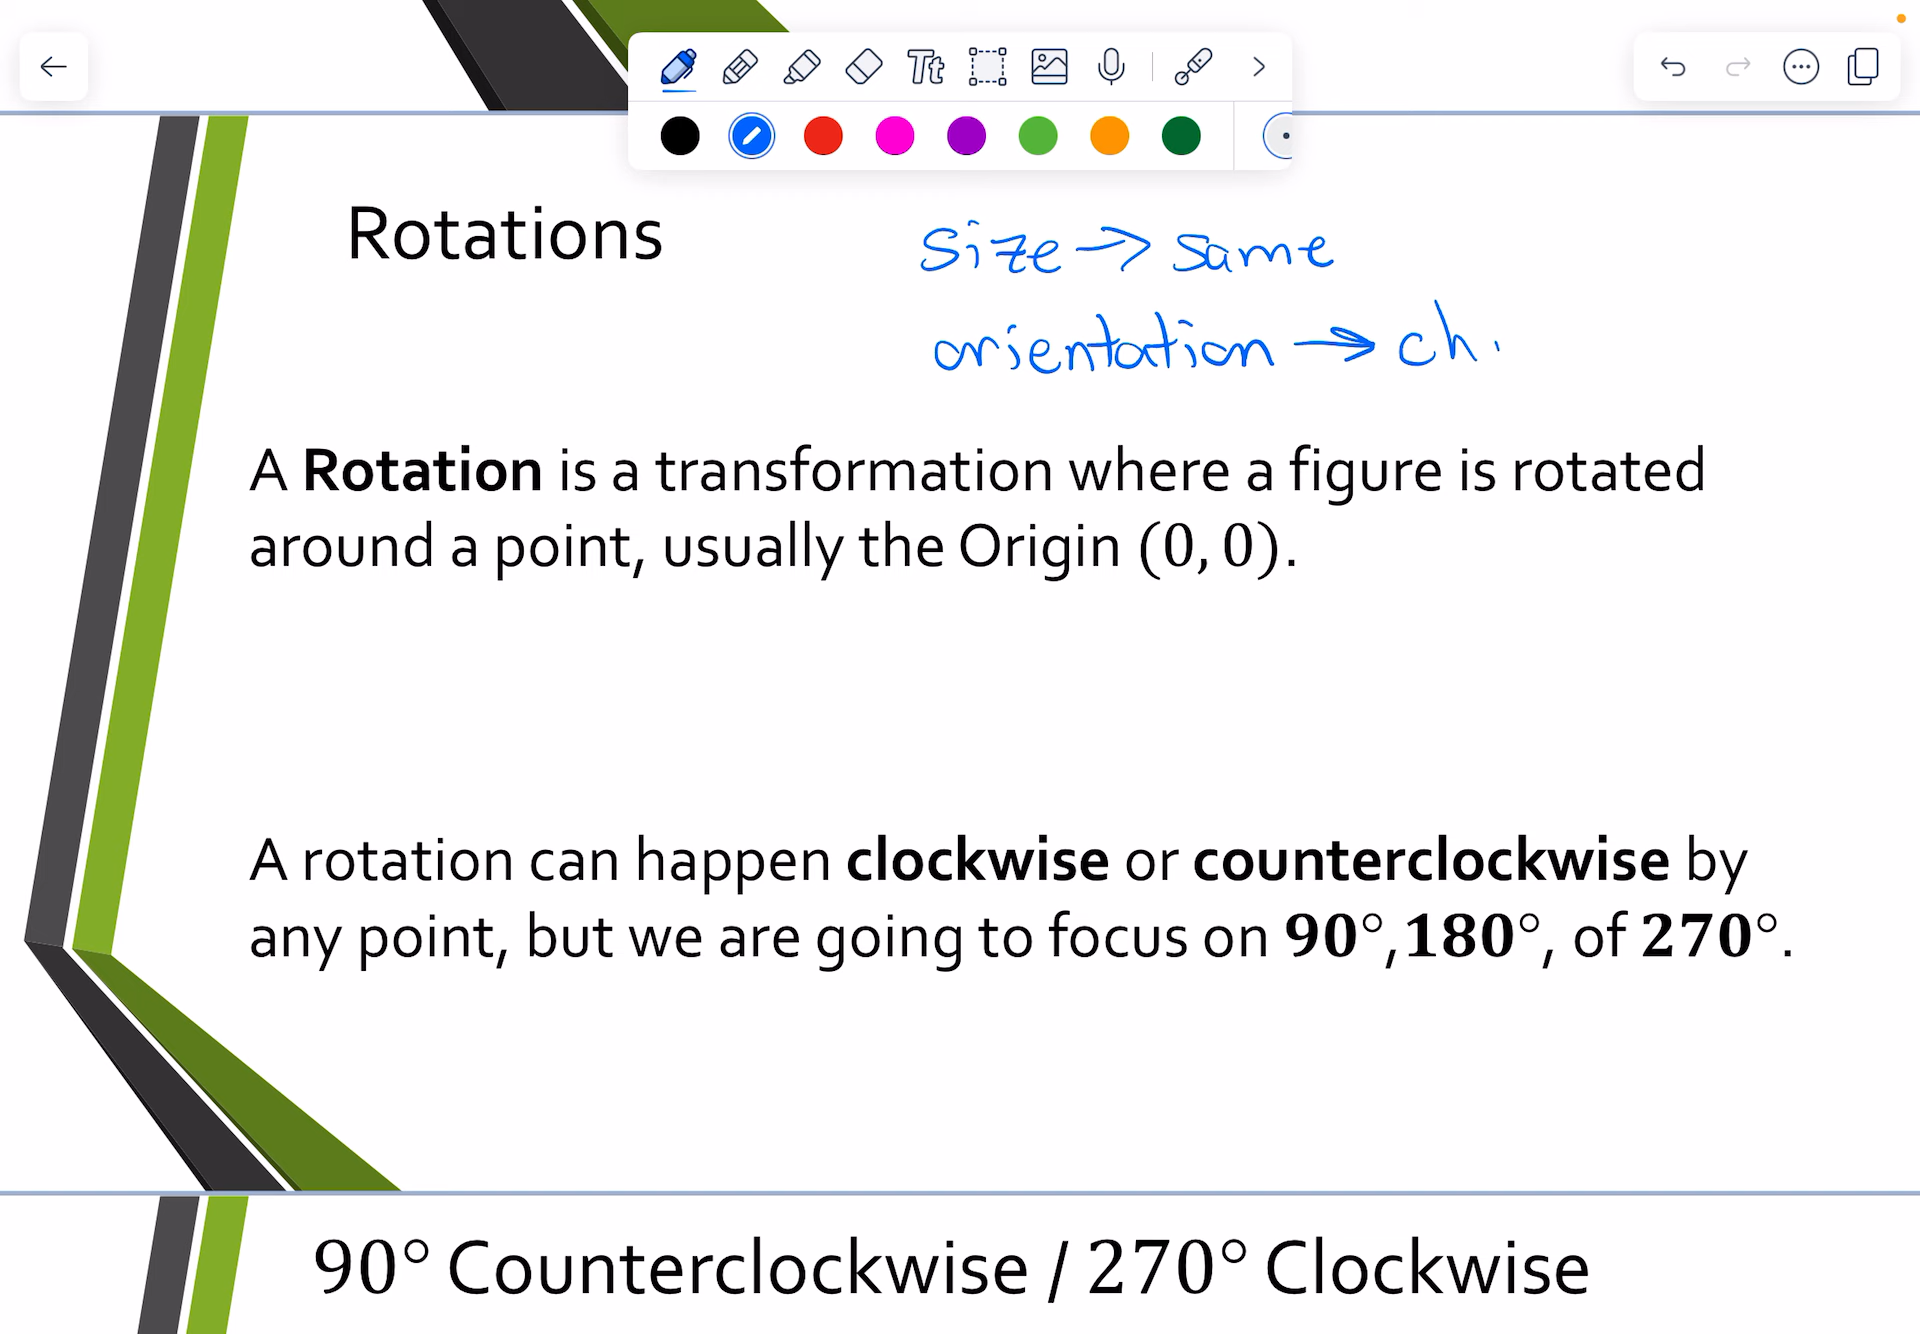 Tt
Rotations
size → same
orientation → ch.
A Rotation is a transformation where a figure is rotated
around a point, usually the Origin (0, 0).
A rotation can happen clockwise or counterclockwise by
any point, but we are going to focus on 90°, 180°, of 270°.
90° Counterclockwise / 270° Clockwise